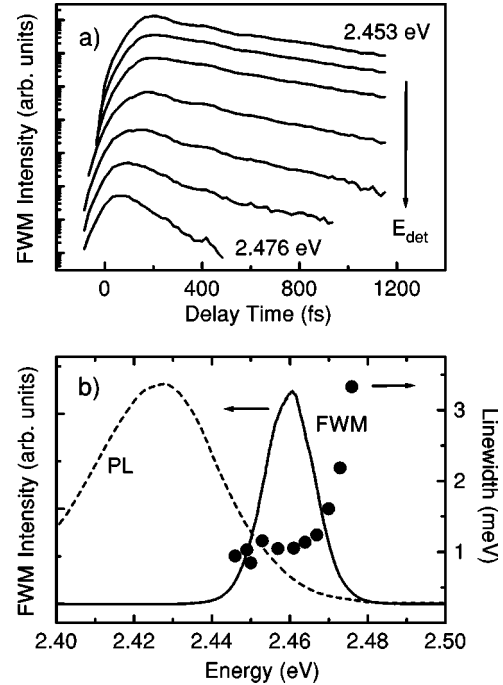 a)
2.453 eV
FWM Intensity (arb. units)
E_det
2.476 eV
0 400 800 1200
Delay Time (fs)
b)
FWM
PL
FWM Intensity (arb. units)
3
2
1
Linewidth (meV)
2.40 2.42 2.44 2.46 2.48 2.50
Energy (eV)